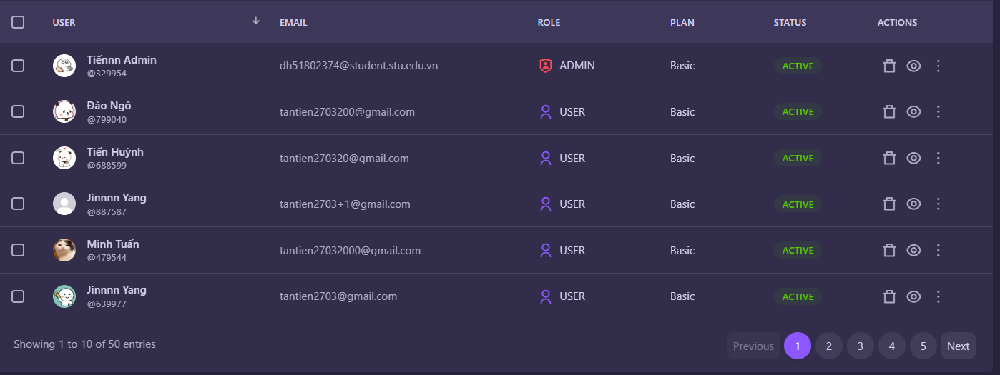 USER EMAIL ROLE PLAN STATUS ACTIONS
Tiếnnn Admin
@329954
dh51802374@student.stu.edu.vn ADMIN Basic ACTIVE
Đào Ngô
@799040
tantien2703200@gmail.com USER Basic ACTIVE
Tiến Huỳnh
@688599
tantien270320@gmail.com USER Basic ACTIVE
Jinnnn Yang
@887587
tantien2703+1@gmail.com USER Basic ACTIVE
Minh Tuấn
@479544
tantien27032000@gmail.com USER Basic ACTIVE
Jinnnn Yang
@639977
tantien2703@gmail.com USER Basic ACTIVE
Showing 1 to 10 of 50 entries
Previous 1 2 3 4 5 Next